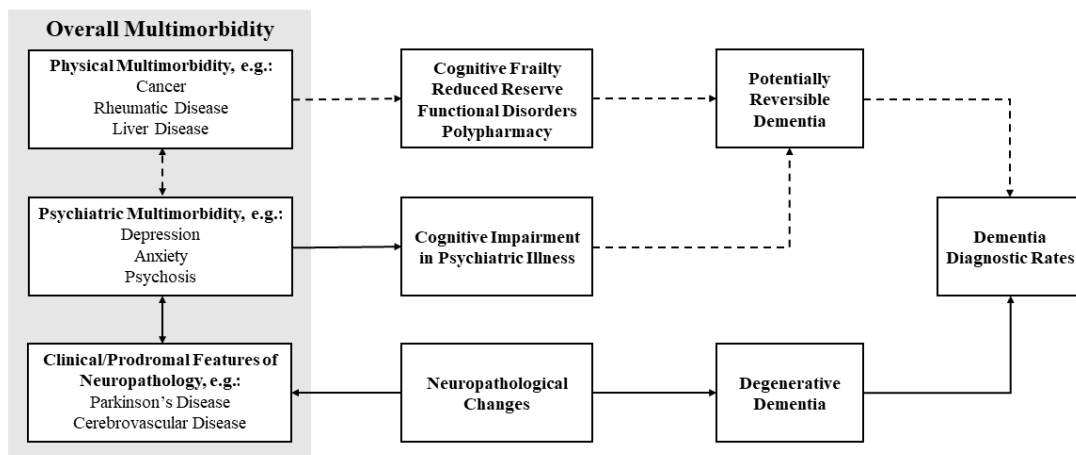 Overall Multimorbidity
Physical Multimorbidity, e.g.:
Cancer
Rheumatic Disease
Liver Disease
Cognitive Frailty
Reduced Reserve
Functional Disorders
Polypharmacy
Potentially
Reversible
Dementia
Psychiatric Multimorbidity, e.g.:
Depression
Anxiety
Psychosis
Cognitive Impairment
in Psychiatric Illness
Dementia
Diagnostic Rates
Clinical/Prodromal Features of
Neuropathology, e.g.:
Parkinson’s Disease
Cerebrovascular Disease
Neuropathological
Changes
Degenerative
Dementia